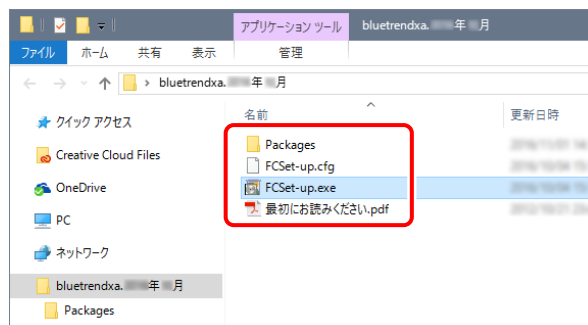 アプリケーション ツール
bluetrendxa. 年 月
ファイル
ホーム
共有
表示
管理
bluetrendxa. 年 月
名前
更新日時
クイック アクセス
Creative Cloud Files
OneDrive
PC
ネットワーク
bluetrendxa. 年 月
Packages
Packages
FCSet-up.cfg
FCSet-up.exe
最初にお読みください.pdf